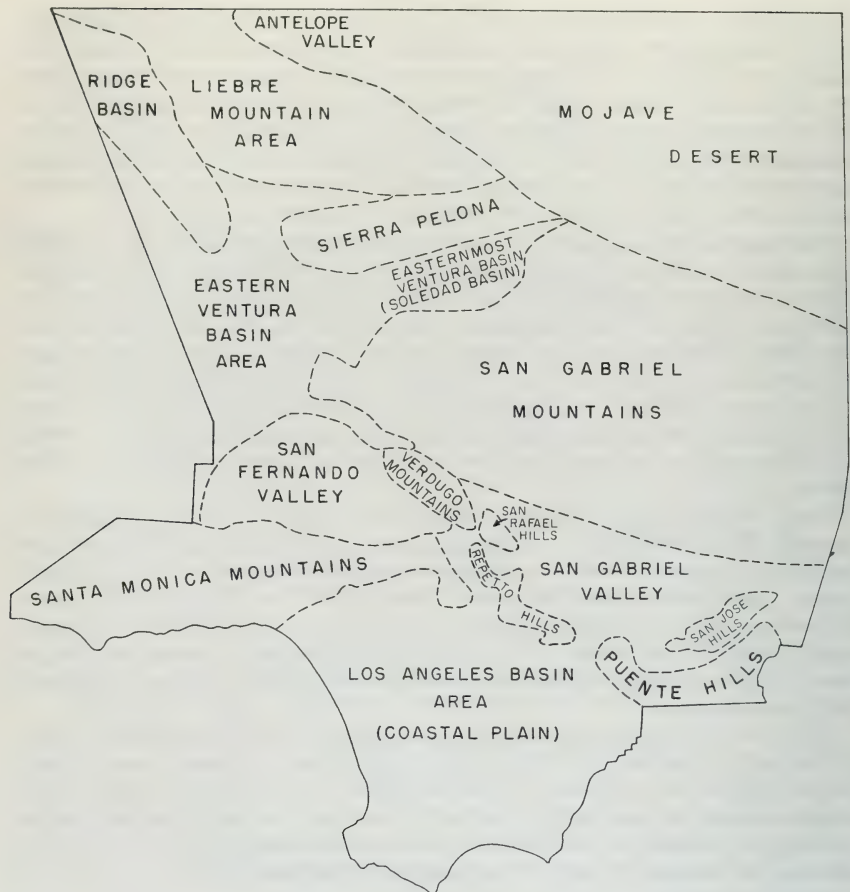 ANTELOPE
VALLEY
RIDGE
BASIN
LIEBRE
MOUNTAIN
AREA
MOJAVE
DESERT
SIERRA PELONA
EASTERNMOST
VENTURA BASIN
(SOLEDAD BASIN)
EASTERN
VENTURA
BASIN
AREA
SAN GABRIEL
MOUNTAINS
SAN
FERNANDO
VALLEY
VERDUGO
MOUNTAINS
SAN
RAFAEL
HILLS
SANTA MONICA MOUNTAINS
REPETTO
HILLS
SAN GABRIEL
VALLEY
SAN JOSE
HILLS
PUENTE HILLS
LOS ANGELES BASIN
AREA
(COASTAL PLAIN)